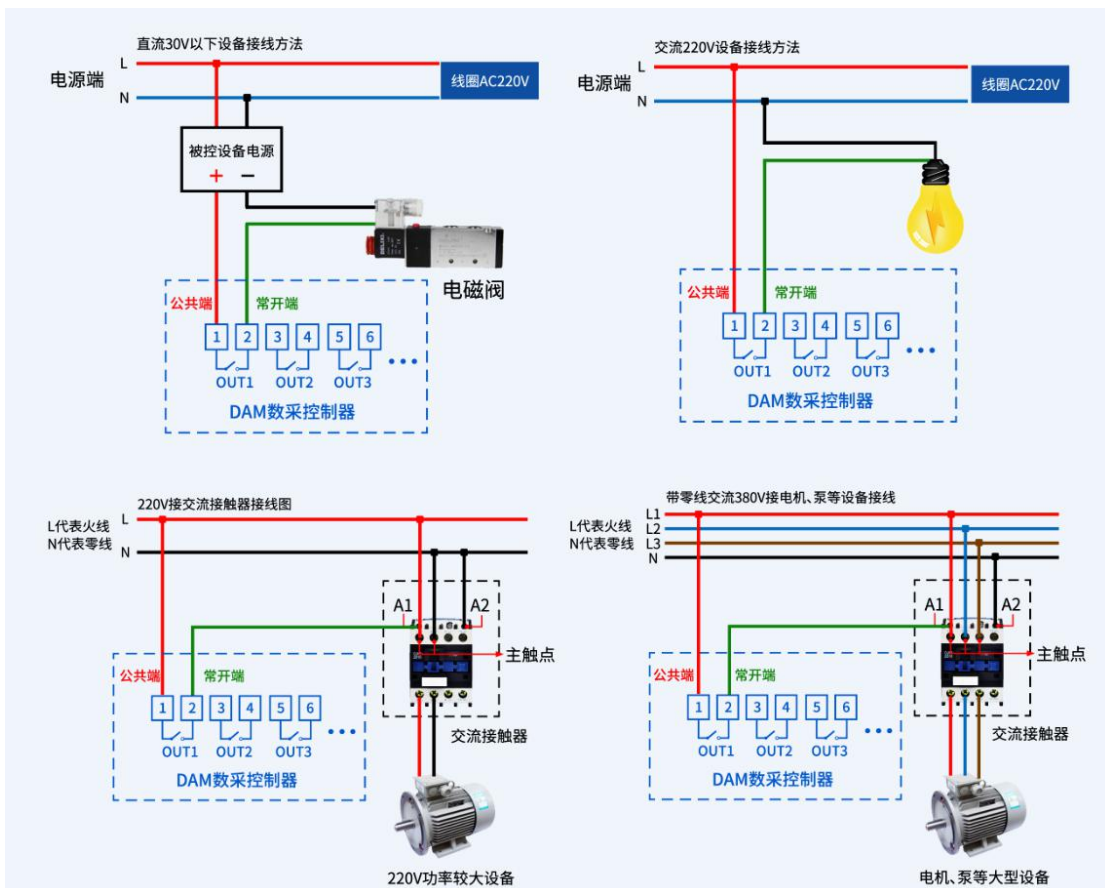 直流30V以下设备接线方法
L
电源端
线圈AC220V
N
被控设备电源
+ −
电磁阀
公共端
常开端
1 2 3 4 5 6
OUT1 OUT2 OUT3
DAM数采控制器
交流220V设备接线方法
L
电源端
线圈AC220V
N
公共端
常开端
1 2 3 4 5 6
OUT1 OUT2 OUT3
DAM数采控制器
220V接交流接触器接线图
L代表火线 L
N代表零线 N
A1 A2
主触点
公共端
常开端
1 2 3 4 5 6
OUT1 OUT2 OUT3
交流接触器
DAM数采控制器
220V功率较大设备
带零线交流380V接电机、泵等设备接线
L1
L代表火线 L2
N代表零线 L3
N
A1 A2
主触点
公共端
常开端
1 2 3 4 5 6
OUT1 OUT2 OUT3
交流接触器
DAM数采控制器
电机、泵等大型设备